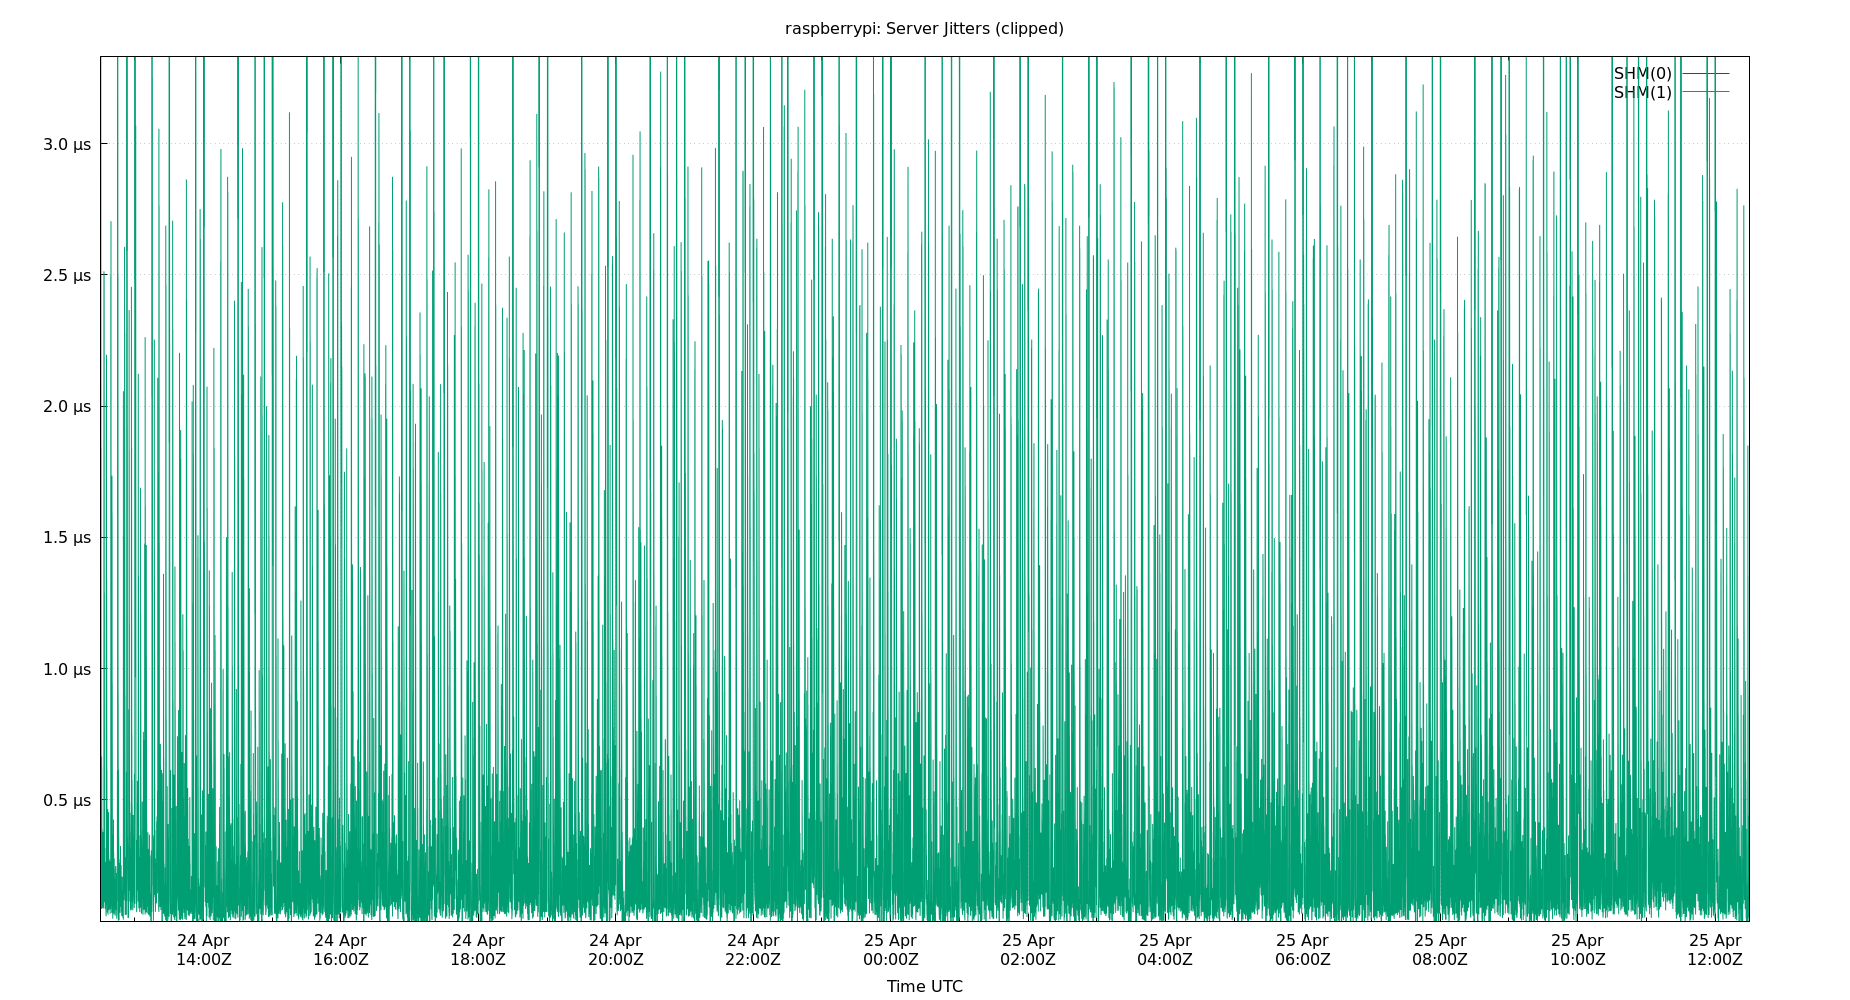 raspberrypi: Server Jitters (clipped)
SHM(0)
SHM(1)
3.0 µs
2.5 µs
2.0 µs
1.5 µs
1.0 µs
0.5 µs
24 Apr 24 Apr 24 Apr 24 Apr 24 Apr 25 Apr 25 Apr 25 Apr 25 Apr 25 Apr 25 Apr 25 Apr
14:00Z 16:00Z 18:00Z 20:00Z 22:00Z 00:00Z 02:00Z 04:00Z 06:00Z 08:00Z 10:00Z 12:00Z
Time UTC